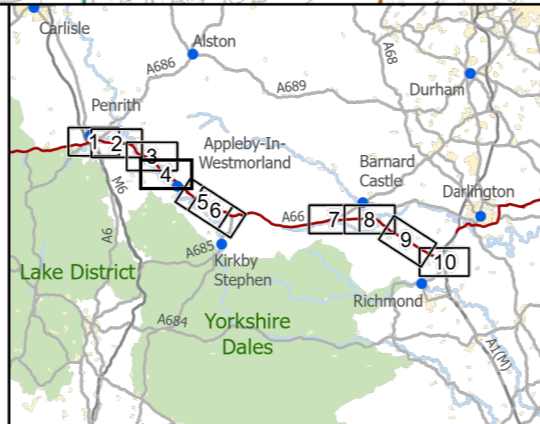 Carlisle
Alston
A686
A68
A689
Durham
Penrith
Appleby-In-
Westmorland
Barnard
Castle
Darlington
1
2
3
4
5
6
7
8
9
10
M6
A66
A6
A685
Kirkby
Stephen
Lake District
Richmond
A684
Yorkshire
Dales
A1(M)